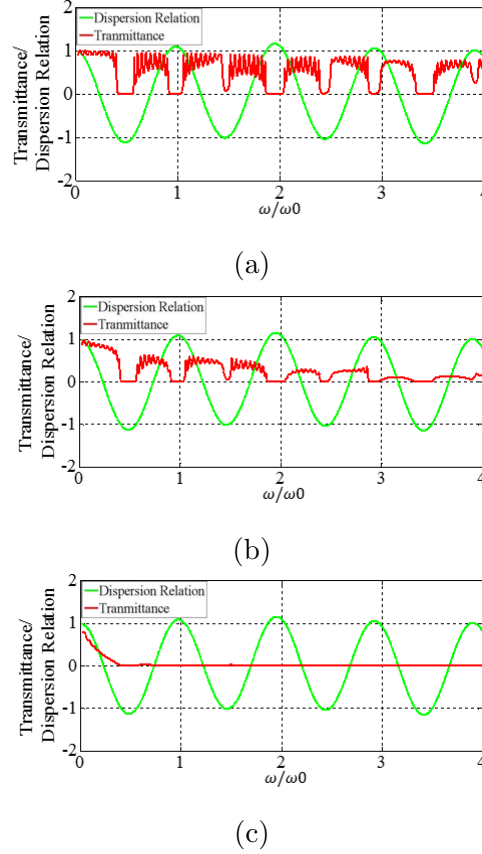 2
Dispersion Relation
Tranmittance
1
0
-1
-2
Transmittance/
Dispersion Relation
0 1 2 3 4
ω/ω0
(a)
2
Dispersion Relation
Tranmittance
1
0
-1
-2
Transmittance/
Dispersion Relation
0 1 2 3 4
ω/ω0
(b)
2
Dispersion Relation
Tranmittance
1
0
-1
-2
Transmittance/
Dispersion Relation
0 1 2 3 4
ω/ω0
(c)